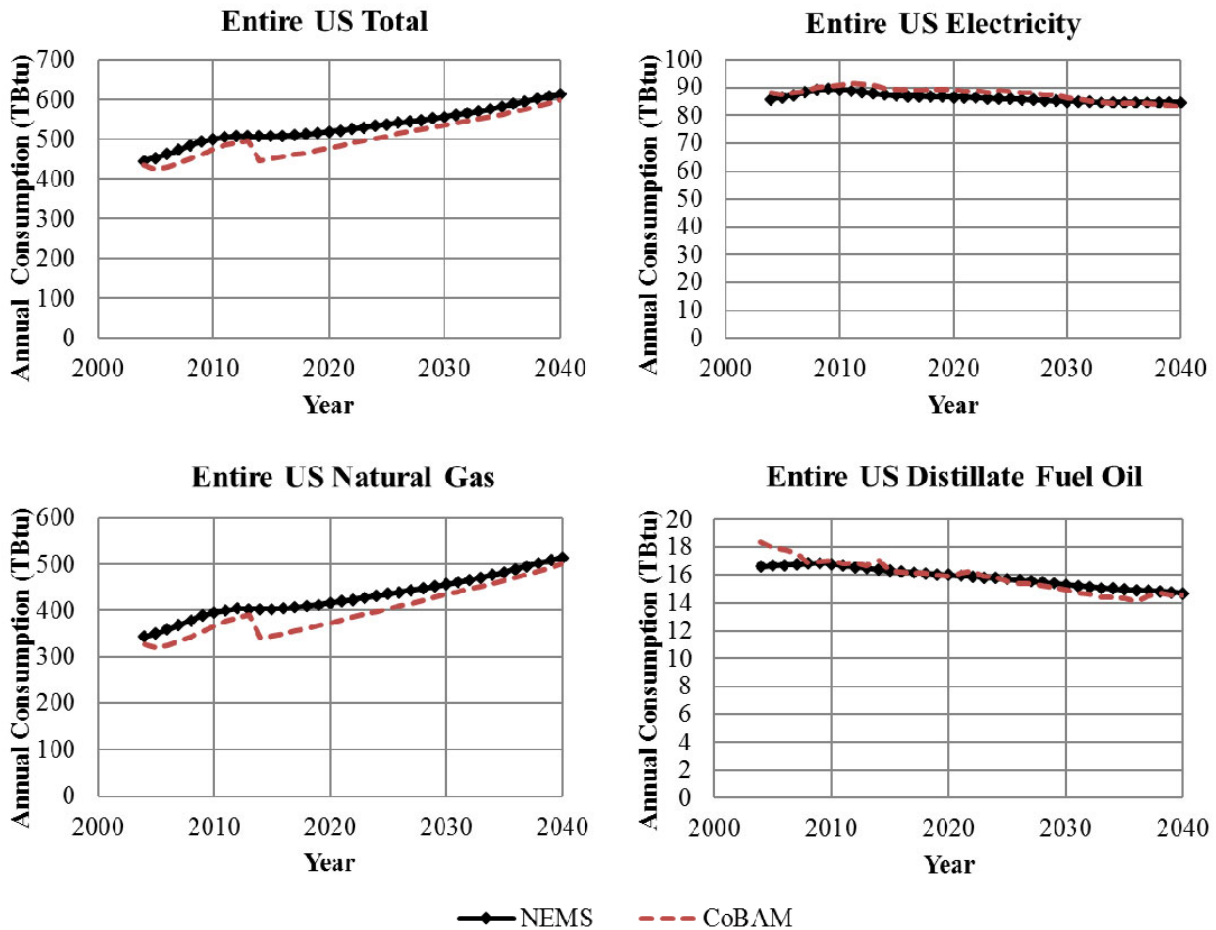 Entire US Total
Annual Consumption (TBtu)
700
600
500
400
300
200
100
0
2000 2010 2020 2030 2040
Year
Entire US Electricity
Annual Consumption (TBtu)
100
90
80
70
60
50
40
30
20
10
0
2000 2010 2020 2030 2040
Year
Entire US Natural Gas
Annual Consumption (TBtu)
600
500
400
300
200
100
0
2000 2010 2020 2030 2040
Year
Entire US Distillate Fuel Oil
Annual Consumption (TBtu)
20
18
16
14
12
10
8
6
4
2
0
2000 2010 2020 2030 2040
Year
NEMS CoBAM